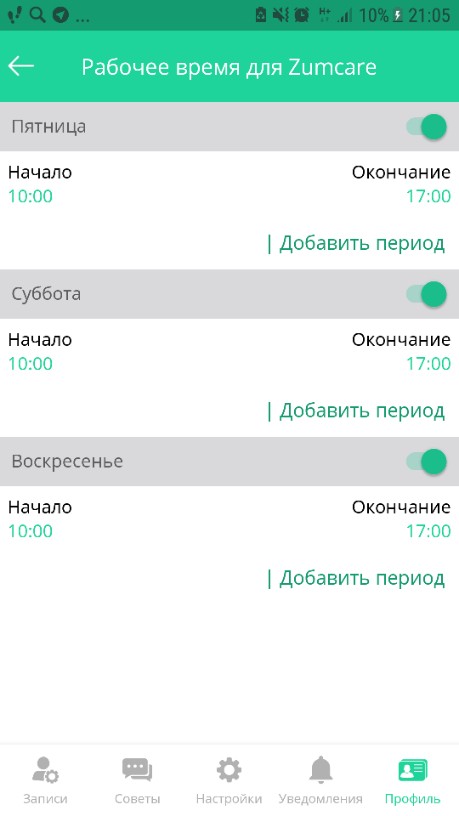 ... H+ 10% 21:05
Рабочее время для Zumcare
Пятница
Начало Окончание
10:00 17:00
| Добавить период
Суббота
Начало Окончание
10:00 17:00
| Добавить период
Воскресенье
Начало Окончание
10:00 17:00
| Добавить период
Записи Советы Настройки Уведомления Профиль